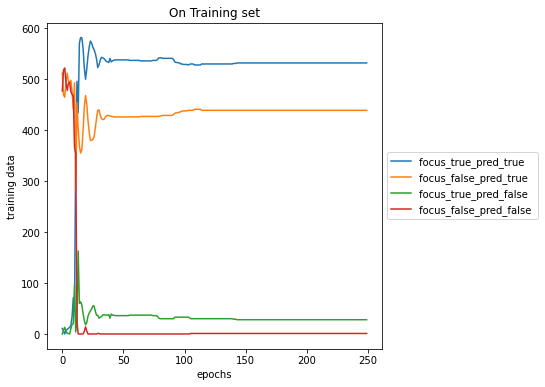 On Training set
600
500
400
300
200
100
0
training data
0 50 100 150 200 250
epochs
focus_true_pred_true
focus_false_pred_true
focus_true_pred_false
focus_false_pred_false